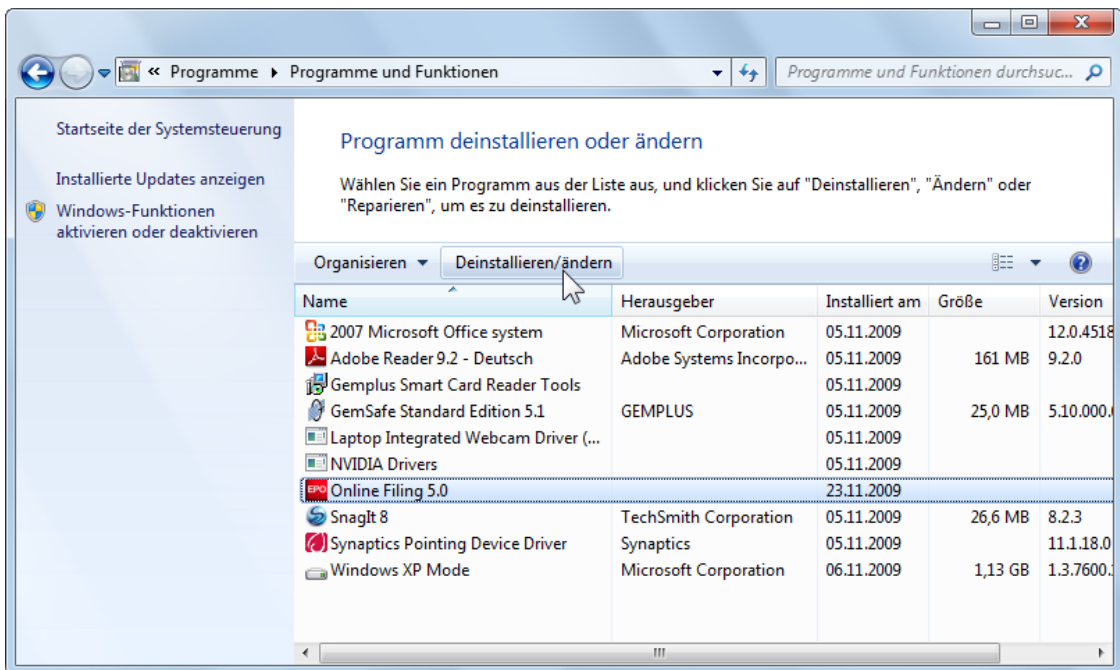 « Programme ▸ Programme und Funktionen
Programme und Funktionen durchsuc...
Startseite der Systemsteuerung
Installierte Updates anzeigen
Windows-Funktionen
aktivieren oder deaktivieren
Programm deinstallieren oder ändern
Wählen Sie ein Programm aus der Liste aus, und klicken Sie auf "Deinstallieren", "Ändern" oder
"Reparieren", um es zu deinstallieren.
Organisieren Deinstallieren/ändern
Name Herausgeber Installiert am Größe Version
2007 Microsoft Office system Microsoft Corporation 05.11.2009 12.0.4518
Adobe Reader 9.2 - Deutsch Adobe Systems Incorpo... 05.11.2009 161 MB 9.2.0
Gemplus Smart Card Reader Tools 05.11.2009
GemSafe Standard Edition 5.1 GEMPLUS 05.11.2009 25,0 MB 5.10.000.
Laptop Integrated Webcam Driver (... 05.11.2009
NVIDIA Drivers 05.11.2009
EPO Online Filing 5.0 23.11.2009
SnagIt 8 TechSmith Corporation 05.11.2009 26,6 MB 8.2.3
Synaptics Pointing Device Driver Synaptics 05.11.2009 11.1.18.0
Windows XP Mode Microsoft Corporation 06.11.2009 1,13 GB 1.3.7600.